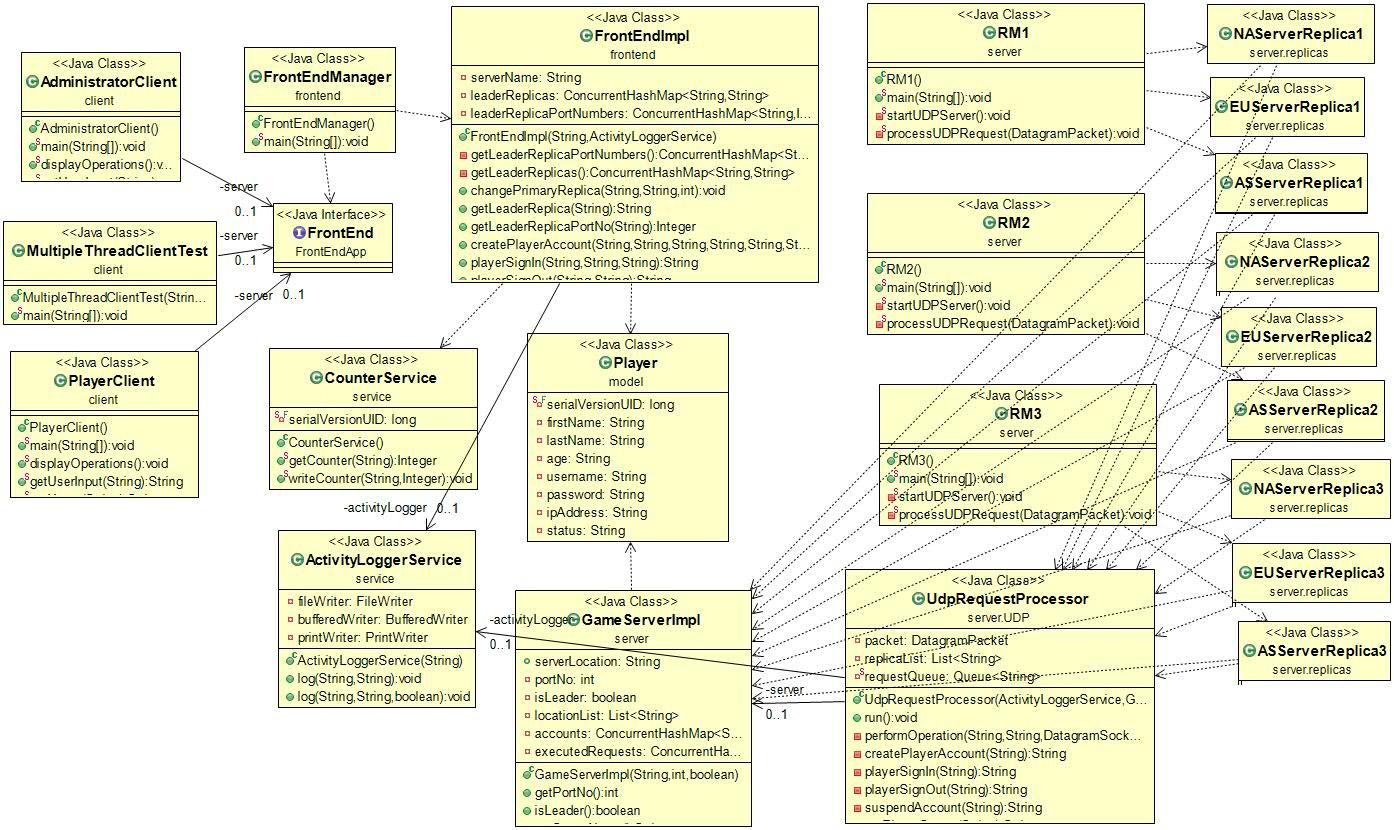 <<Java Class>>
AdministratorClient
client
AdministratorClient()
main(String[]):void
displayOperations():v...
<<Java Class>>
FrontEndManager
frontend
FrontEndManager()
main(String[]):void
<<Java Class>>
FrontEndImpl
frontend
serverName: String
leaderReplicas: ConcurrentHashMap<String,String>
leaderReplicaPortNumbers: ConcurrentHashMap<String,I...
FrontEndImpl(String,ActivityLoggerService)
getLeaderReplicaPortNumbers():ConcurrentHashMap<St...
getLeaderReplicas():ConcurrentHashMap<String,String>
changePrimaryReplica(String,String,int):void
getLeaderReplica(String):String
getLeaderReplicaPortNo(String):Integer
createPlayerAccount(String,String,String,String,String,St...
playerSignIn(String,String,String):String
playerSignOut(String,String):String
<<Java Class>>
MultipleThreadClientTest
client
MultipleThreadClientTest(Strin...
main(String[]):void
<<Java Class>>
PlayerClient
client
PlayerClient()
main(String[]):void
displayOperations():void
getUserInput(String):String
-server
0..1
-server
0..1
-server
0..1
<<Java Interface>>
FrontEnd
FrontEndApp
<<Java Class>>
CounterService
service
serialVersionUID: long
CounterService()
getCounter(String):Integer
writeCounter(String,Integer):void
-activityLogger
0..1
<<Java Class>>
ActivityLoggerService
service
fileWriter: FileWriter
bufferedWriter: BufferedWriter
printWriter: PrintWriter
ActivityLoggerService(String)
log(String,String):void
log(String,String,boolean):void
<<Java Class>>
Player
model
serialVersionUID: long
firstName: String
lastName: String
age: String
username: String
password: String
ipAddress: String
status: String
-activityLogger
0..1
<<Java Class>>
GameServerImpl
server
serverLocation: String
portNo: int
isLeader: boolean
locationList: List<String>
accounts: ConcurrentHashMap<S...
executedRequests: ConcurrentHa...
GameServerImpl(String,int,boolean)
getPortNo():int
isLeader():boolean
-server
0..1
<<Java Class>>
RM1
server
RM1()
main(String[]):void
startUDPServer():void
processUDPRequest(DatagramPacket):void
<<Java Class>>
RM2
server
RM2()
main(String[]):void
startUDPServer():void
processUDPRequest(DatagramPacket):void
<<Java Class>>
RM3
server
RM3()
main(String[]):void
startUDPServer():void
processUDPRequest(DatagramPacket):void
<<Java Class>>
UdpRequestProcessor
server.UDP
packet: DatagramPacket
replicaList: List<String>
requestQueue: Queue<String>
UdpRequestProcessor(ActivityLoggerService,G...
run():void
performOperation(String,String,DatagramSock...
createPlayerAccount(String):String
playerSignIn(String):String
playerSignOut(String):String
suspendAccount(String):String
<<Java Class>>
NAServerReplica1
server.replicas
<<Java Class>>
EUServerReplica1
server.replicas
<<Java Class>>
ASServerReplica1
server.replicas
<<Java Class>>
NAServerReplica2
server.replicas
<<Java Class>>
EUServerReplica2
server.replicas
<<Java Class>>
ASServerReplica2
server.replicas
<<Java Class>>
NAServerReplica3
server.replicas
<<Java Class>>
EUServerReplica3
server.replicas
<<Java Class>>
ASServerReplica3
server.replicas